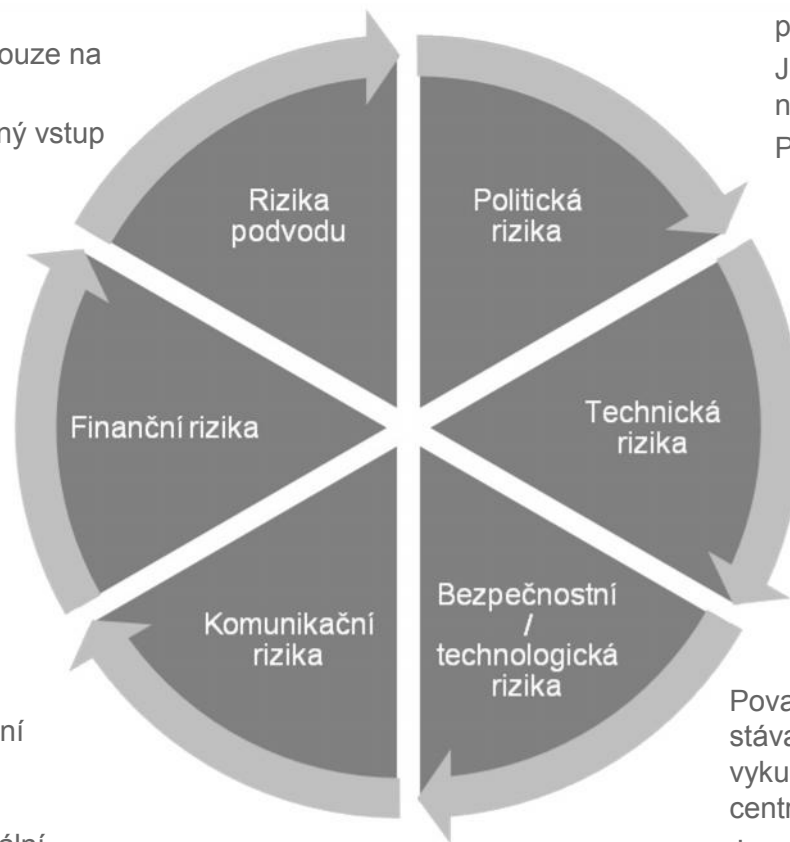 ouze na
ný vstup
p
J
n
P
Rizika
podvodu
Politická
rizika
Finanční rizika
Technická
rizika
Komunikační
rizika
Bezpečnostní
/
technologická
rizika
ní
Pova
stáva
vyku
centr